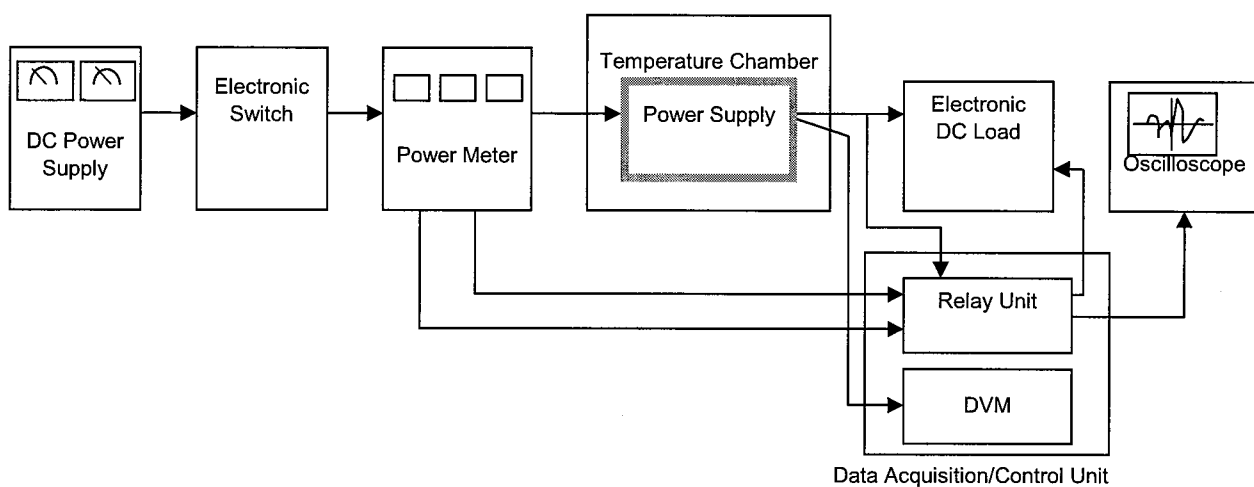 DC Power
Supply
Electronic
Switch
Power Meter
Temperature Chamber
Power Supply
Electronic
DC Load
Oscilloscope
Relay Unit
DVM
Data Acquisition/Control Unit